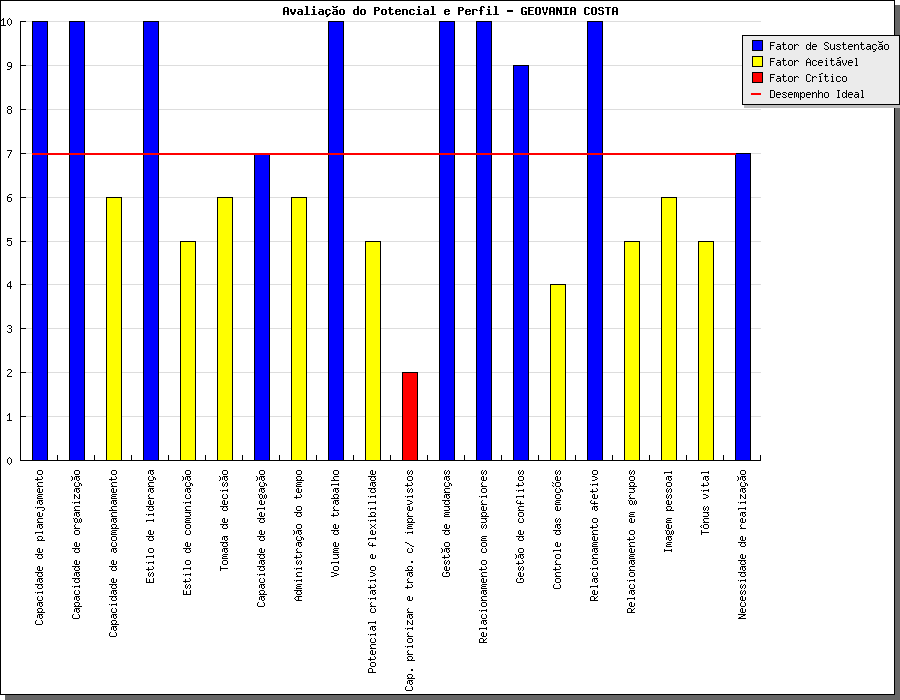 Avaliação do Potencial e Perfil - GEOVANIA COSTA
Fator de Sustentação
Fator Aceitável
Fator Crítico
Desempenho Ideal
10
9
8
7
6
5
4
3
2
1
0
Capacidade de planejamento
Capacidade de organização
Capacidade de acompanhamento
Estilo de liderança
Estilo de comunicação
Tomada de decisão
Capacidade de delegação
Administração do tempo
Volume de trabalho
Potencial criativo e flexibilidade
Cap. priorizar e trab. c/ imprevistos
Gestão de mudanças
Relacionamento com superiores
Gestão de conflitos
Controle das emoções
Relacionamento afetivo
Relacionamento em grupos
Imagem pessoal
Tônus vital
Necessidade de realização